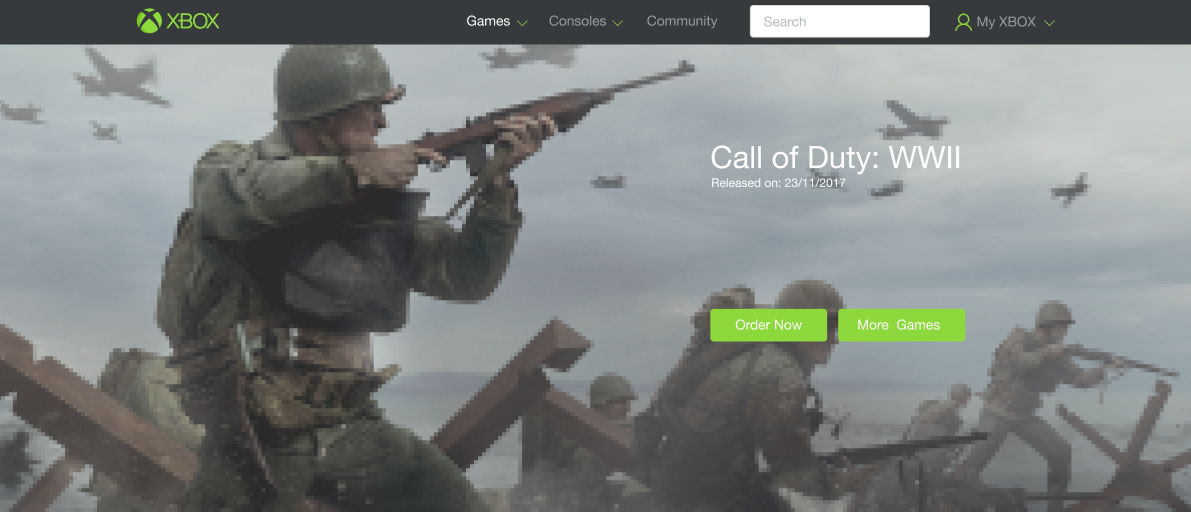 XBOX
Games
Consoles
Community
Search
My XBOX
Call of Duty: WWII
Released on: 23/11/2017
Order Now
More Games